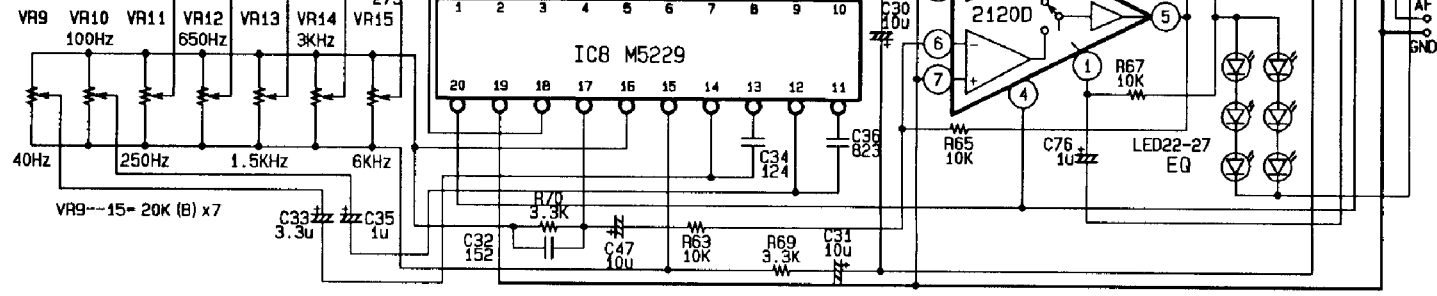 1 2 3 4 5 6 7 8 9 10
C30
10u
2120D
5
AF
GND
VR9 VR10 VR11 VR12 VR13 VR14 VR15
100Hz 650Hz 3KHz
IC8 M5229
6
7
1
4
R67
10K
20 19 18 17 16 15 14 13 12 11
C36
823
R65
10K
C76
1u
LED22-27
EQ
40Hz 250Hz 1.5KHz 6KHz
C34
124
VR9--15= 20K (B) x7
C33
3.3u
C35
1u
R70
3.3K
C32
152
C47
10u
R63
10K
R69
3.3K
C31
10u